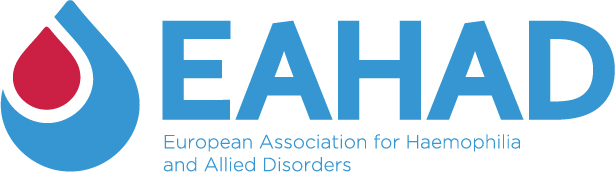 EAHAD
European Association for Haemophilia
and Allied Disorders